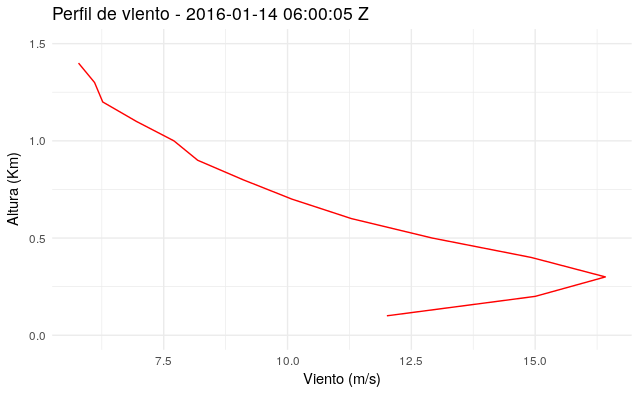 Perfil de viento - 2016-01-14 06:00:05 Z
1.5
1.0
0.5
0.0
Altura (Km)
7.5 10.0 12.5 15.0
Viento (m/s)